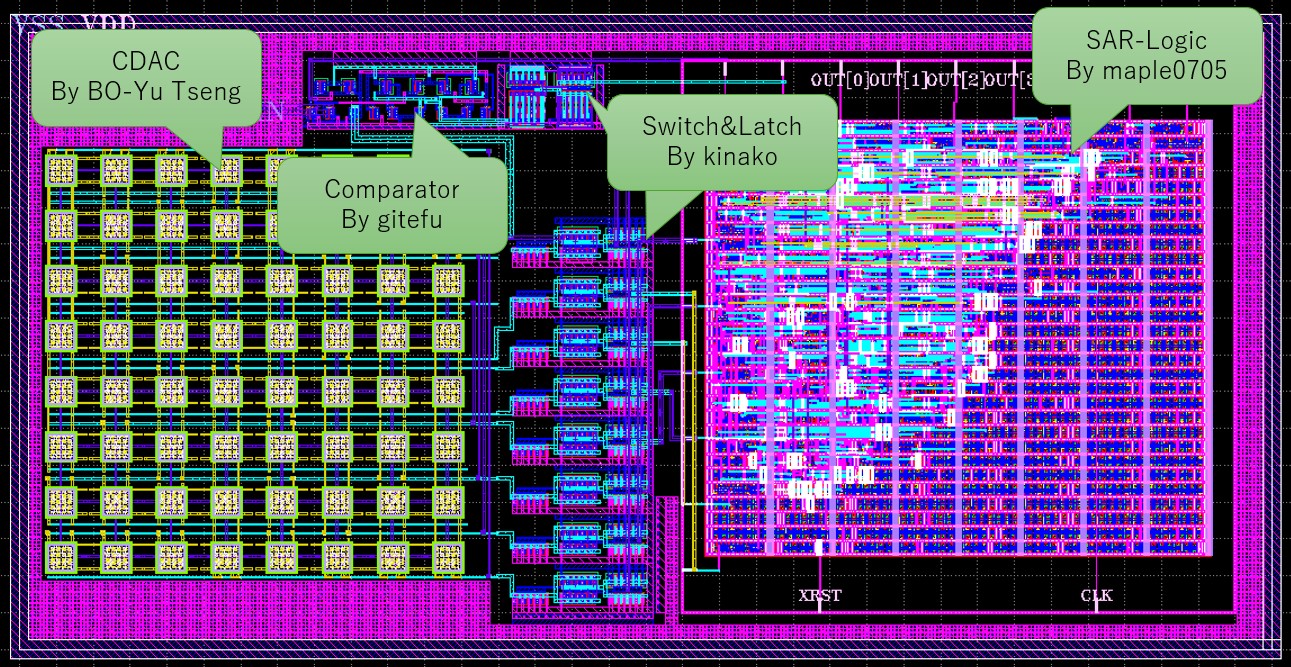 VSS VDD
CDAC
By BO-Yu Tseng
SAR-Logic
By maple0705
OUT[0]OUT[1]OUT[2]OUT[3
Switch&Latch
By kinako
Comparator
By gitefu
XRST
CLK